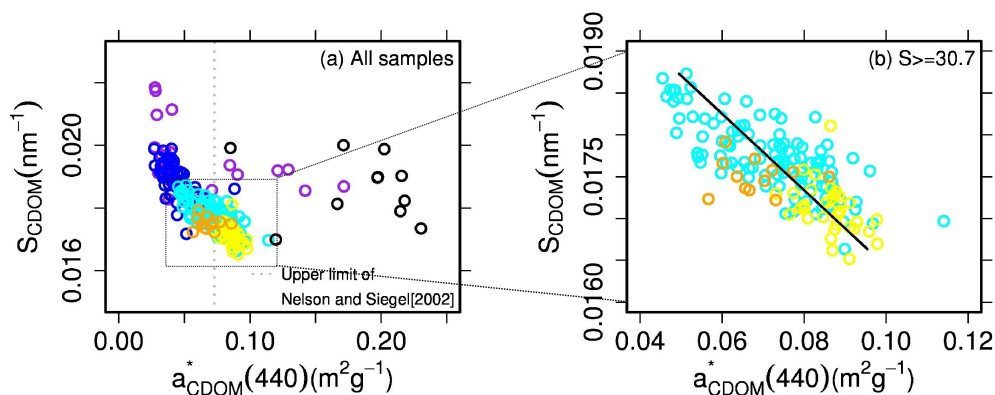 (a) All samples
S_CDOM(nm⁻¹)
0.020
0.016
Upper limit of
Nelson and Siegel[2002]
0.00 0.10 0.20
a*_CDOM(440)(m²g⁻¹)
(b) S>=30.7
S_CDOM(nm⁻¹)
0.0190
0.0175
0.0160
0.04 0.06 0.08 0.10 0.12
a*_CDOM(440)(m²g⁻¹)